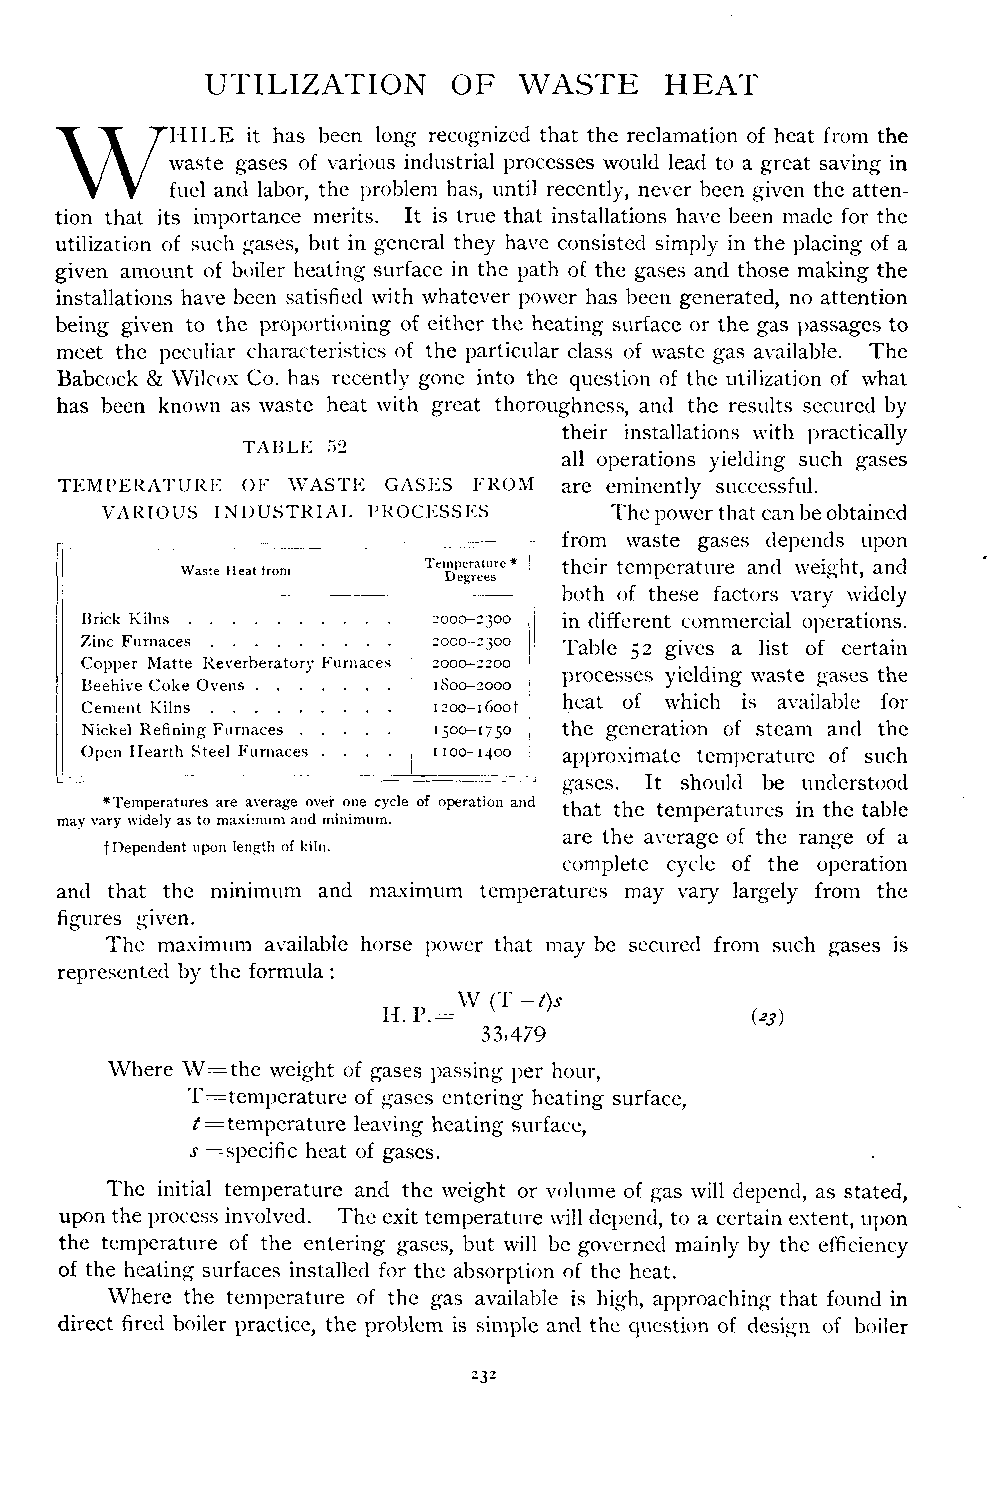 UTILIZATION OF WASTE HEAT
WHILE it has been long recognized that the reclamation of heat from the
waste gases of various industrial processes would lead to a great saving in
fuel and labor, the problem has, until recently, never been given the atten-
tion that its importance merits. It is true that installations have been made for the
utilization of such gases, but in general they have consisted simply in the placing of a
given amount of boiler heating surface in the path of the gases and those making the
installations have been satisfied with whatever power has been generated, no attention
being given to the proportioning of either the heating surface or the gas passages to
meet the peculiar characteristics of the particular class of waste gas available. The
Babcock & Wilcox Co. has recently gone into the question of the utilization of what
has been known as waste heat with great thoroughness, and the results secured by
their installations with practically
all operations yielding such gases
are eminently successful.
TABLE 52
TEMPERATURE OF WASTE GASES FROM
VARIOUS INDUSTRIAL PROCESSES
Waste Heat from Temperature*
Degrees
Brick Kilns . . . . . . . . . . 2000–2300
Zinc Furnaces . . . . . . . . . 2000–2300
Copper Matte Reverberatory Furnaces 2000–2200
Beehive Coke Ovens . . . . . . . 1800–2000
Cement Kilns . . . . . . . . . 1200–1600†
Nickel Refining Furnaces . . . . . 1500–1750
Open Hearth Steel Furnaces . . . . 1100–1400
*Temperatures are average over one cycle of operation and
may vary widely as to maximum and minimum.
†Dependent upon length of kiln.
The power that can be obtained
from waste gases depends upon
their temperature and weight, and
both of these factors vary widely
in different commercial operations.
Table 52 gives a list of certain
processes yielding waste gases the
heat of which is available for
the generation of steam and the
approximate temperature of such
gases. It should be understood
that the temperatures in the table
are the average of the range of a
complete cycle of the operation
and that the minimum and maximum temperatures may vary largely from the
figures given.
The maximum available horse power that may be secured from such gases is
represented by the formula:
H. P.= W (T –t)s
33,479 (23)
Where W=the weight of gases passing per hour,
T=temperature of gases entering heating surface,
t=temperature leaving heating surface,
s =specific heat of gases.
The initial temperature and the weight or volume of gas will depend, as stated,
upon the process involved. The exit temperature will depend, to a certain extent, upon
the temperature of the entering gases, but will be governed mainly by the efficiency
of the heating surfaces installed for the absorption of the heat.
Where the temperature of the gas available is high, approaching that found in
direct fired boiler practice, the problem is simple and the question of design of boiler
232